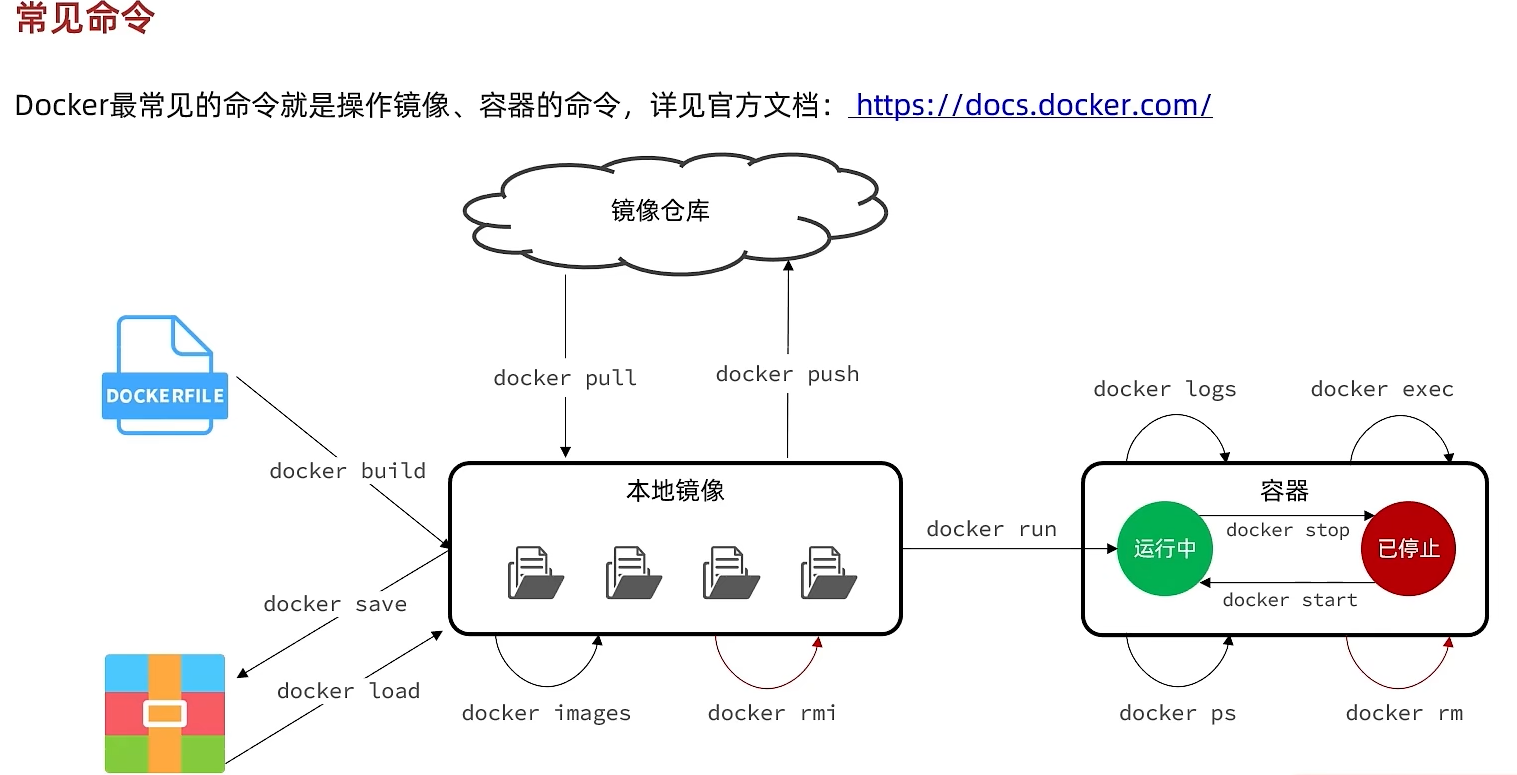 常见命令
Docker最常见的命令就是操作镜像、容器的命令，详见官方文档： https://docs.docker.com/
镜像仓库
docker pull
docker push
DOCKERFILE
docker build
docker logs
docker exec
本地镜像
容器
docker run
运行中
docker stop
已停止
docker start
docker save
docker load
docker images
docker rmi
docker ps
docker rm